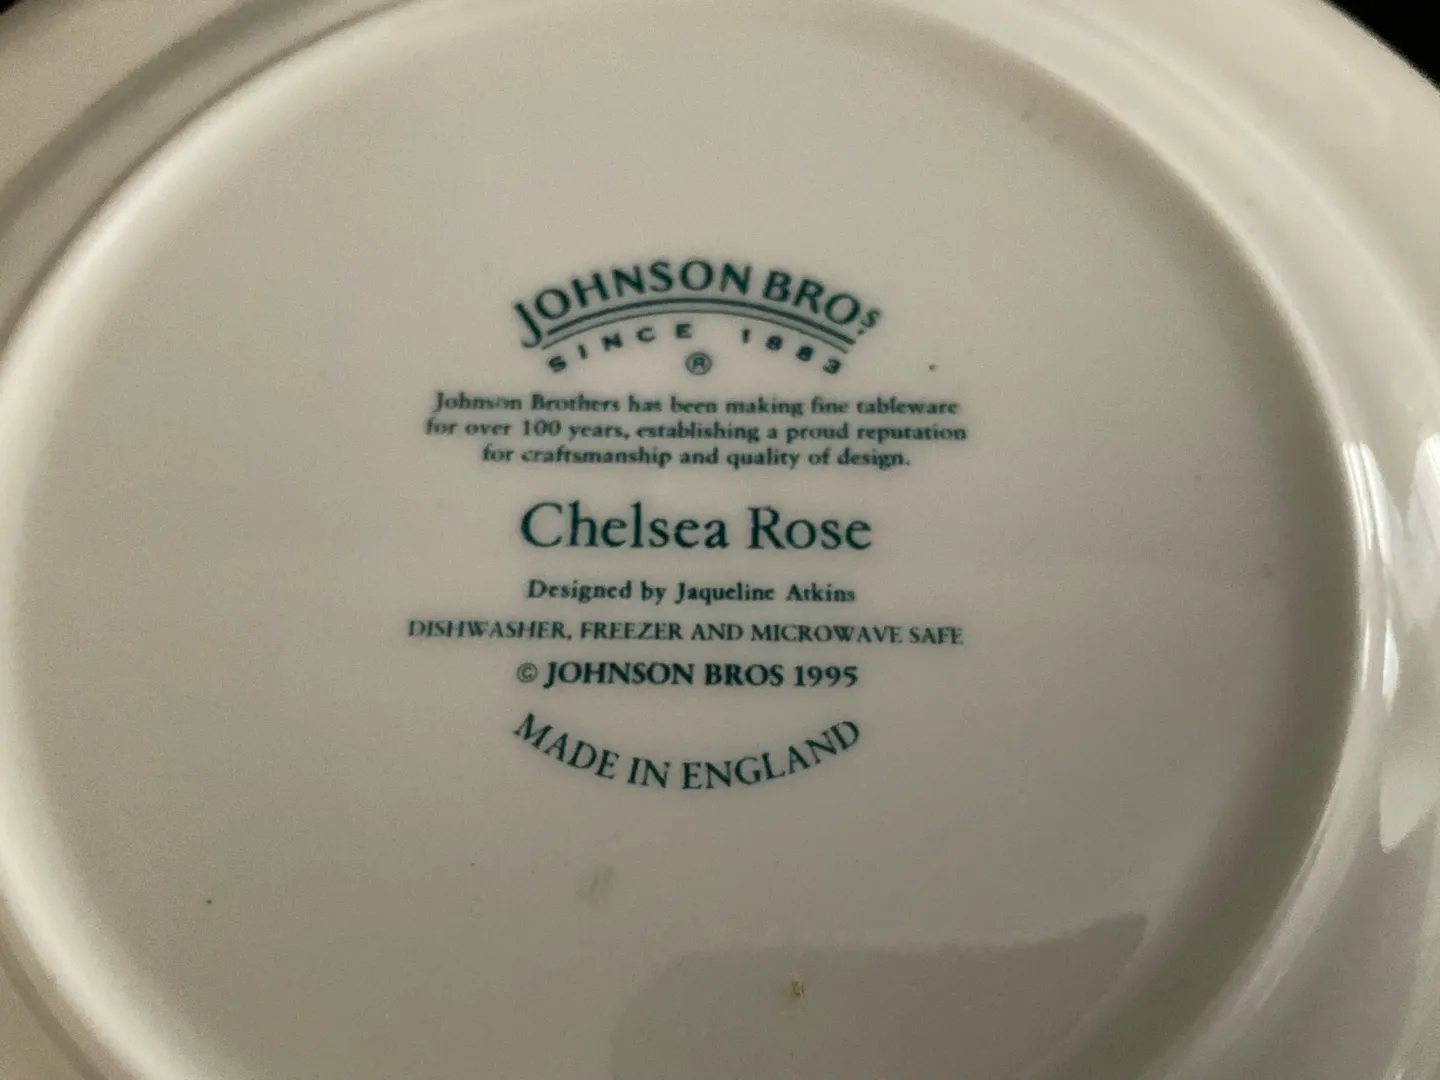 JOHNSON BROS
SINCE 1883
®
Johnson Brothers has been making fine tableware
for over 100 years, establishing a proud reputation
for craftsmanship and quality of design.
Chelsea Rose
Designed by Jaqueline Atkins
DISHWASHER, FREEZER AND MICROWAVE SAFE
© JOHNSON BROS 1995
MADE IN ENGLAND